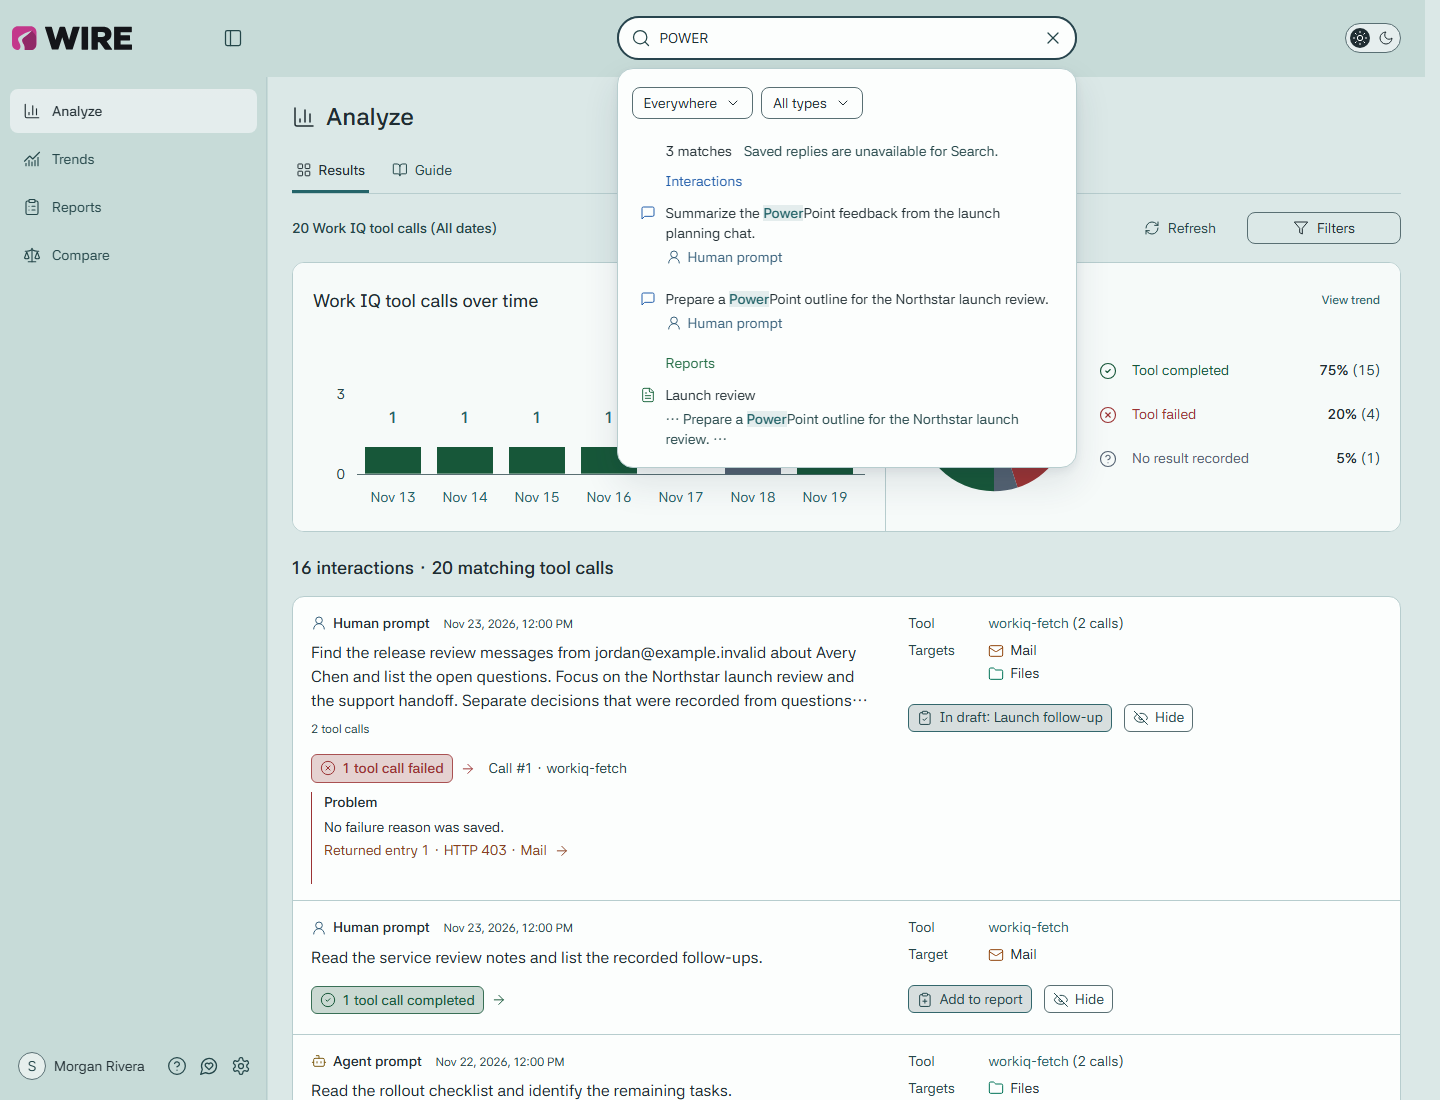 WIRE
POWER
Analyze
Trends
Reports
Compare
Everywhere
All types
3 matches Saved replies are unavailable for Search.
Interactions
Summarize the PowerPoint feedback from the launch
planning chat.
Human prompt
Prepare a PowerPoint outline for the Northstar launch review.
Human prompt
Reports
Launch review
··· Prepare a PowerPoint outline for the Northstar launch
review. ···
Analyze
Results
Guide
20 Work IQ tool calls (All dates)
Refresh
Filters
Work IQ tool calls over time
3
0
1 1 1 1
Nov 13 Nov 14 Nov 15 Nov 16 Nov 17 Nov 18 Nov 19
View trend
Tool completed 75% (15)
Tool failed 20% (4)
No result recorded 5% (1)
16 interactions · 20 matching tool calls
Human prompt Nov 23, 2026, 12:00 PM
Find the release review messages from jordan@example.invalid about Avery
Chen and list the open questions. Focus on the Northstar launch review and
the support handoff. Separate decisions that were recorded from questions···
2 tool calls
1 tool call failed → Call #1 · workiq-fetch
Problem
No failure reason was saved.
Returned entry 1 · HTTP 403 · Mail →
Tool workiq-fetch (2 calls)
Targets Mail
Files
In draft: Launch follow-up
Hide
Human prompt Nov 23, 2026, 12:00 PM
Read the service review notes and list the recorded follow-ups.
1 tool call completed →
Tool workiq-fetch
Target Mail
Add to report
Hide
Agent prompt Nov 22, 2026, 12:00 PM
Read the rollout checklist and identify the remaining tasks.
Tool workiq-fetch (2 calls)
Targets Files
S Morgan Rivera